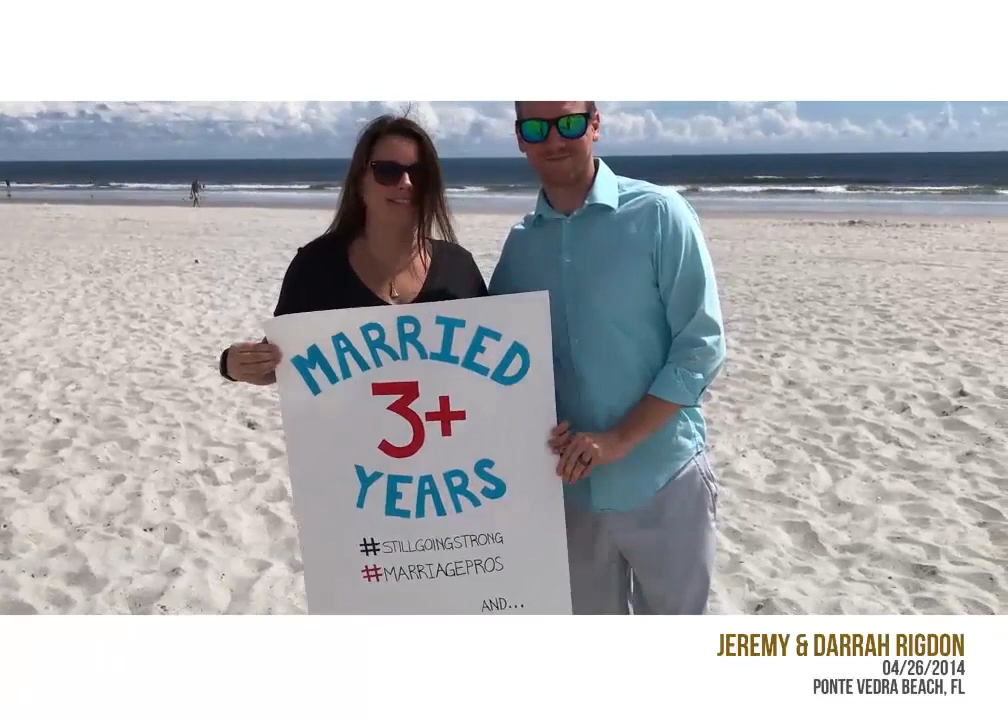 MARRIED
3+
YEARS
#STILLGOINGSTRONG
#MARRIAGEPROS
AND...
JEREMY & DARRAH RIGDON
04/26/2014
PONTE VEDRA BEACH, FL